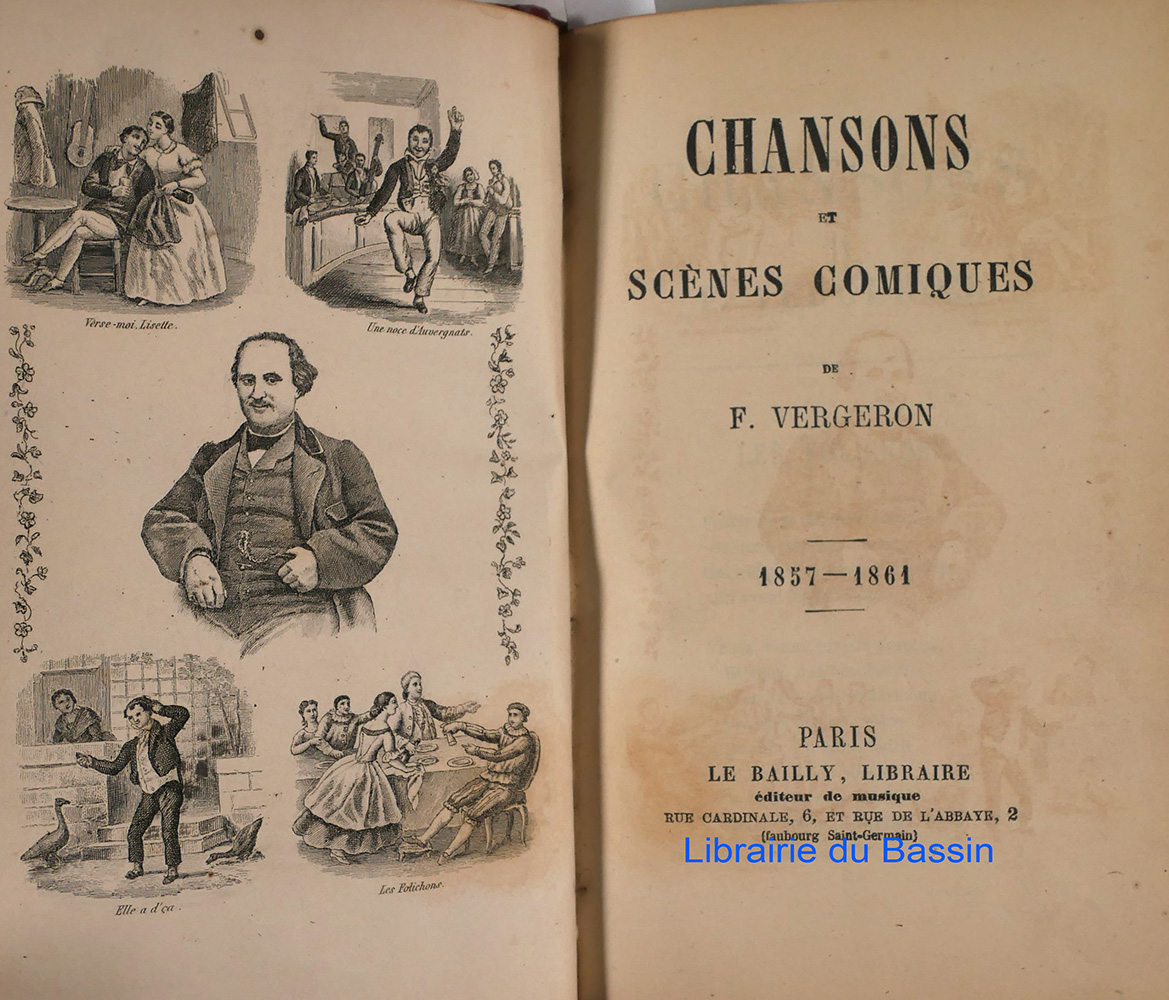 Verse-moi, Lisette.
Une noce d'Auvergnats.
Elle a d'ça.
Les Folichons.
CHANSONS
ET
SCÈNES COMIQUES
DE
F. VERGERON
1857—1861
PARIS
LE BAILLY, LIBRAIRE
éditeur de musique
RUE CARDINALE, 6, ET RUE DE L'ABBAYE, 2
(faubourg Saint-Germain)
Librairie du Bassin